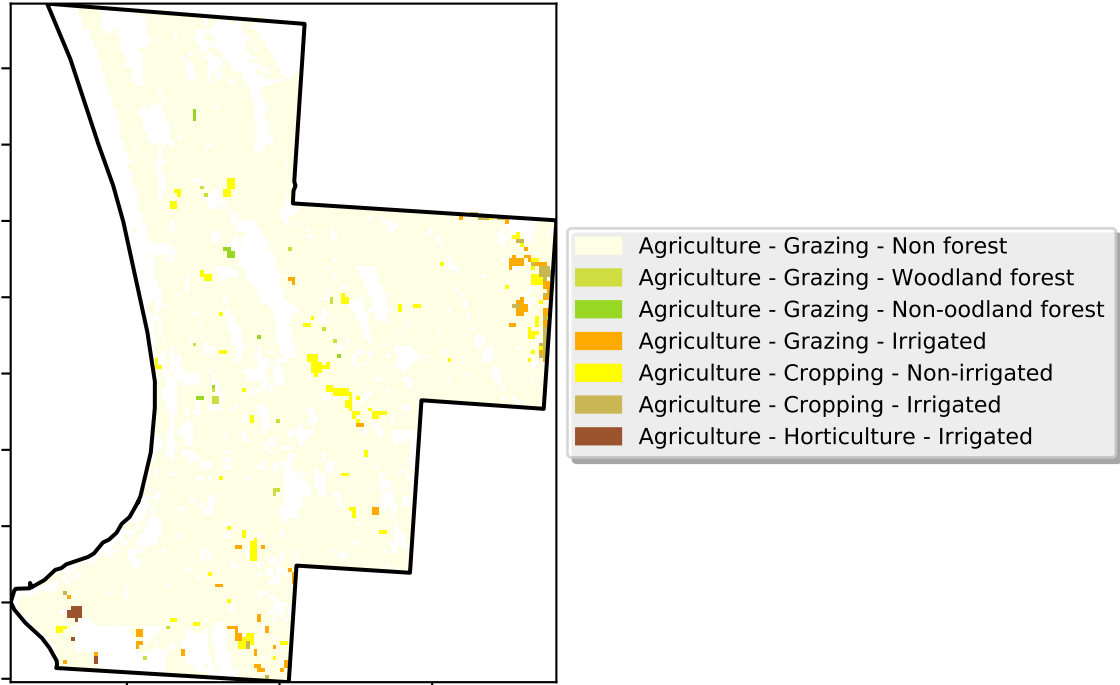 Agriculture - Grazing - Non forest
Agriculture - Grazing - Woodland forest
Agriculture - Grazing - Non-oodland forest
Agriculture - Grazing - Irrigated
Agriculture - Cropping - Non-irrigated
Agriculture - Cropping - Irrigated
Agriculture - Horticulture - Irrigated